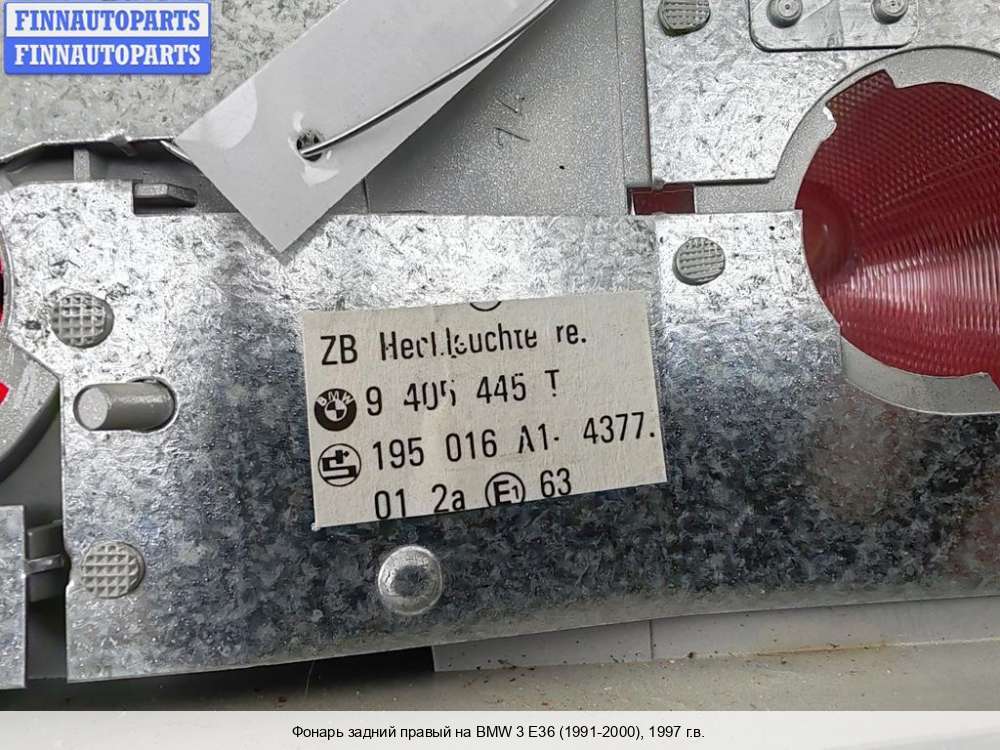 FINNAUTOPARTS
FINNAUTOPARTS
ZB Heckleuchte re.
BMW
9 405 445 T
195 016 A1- 4377.
01 2a E1 63
Фонарь задний правый на BMW 3 E36 (1991-2000), 1997 г.в.